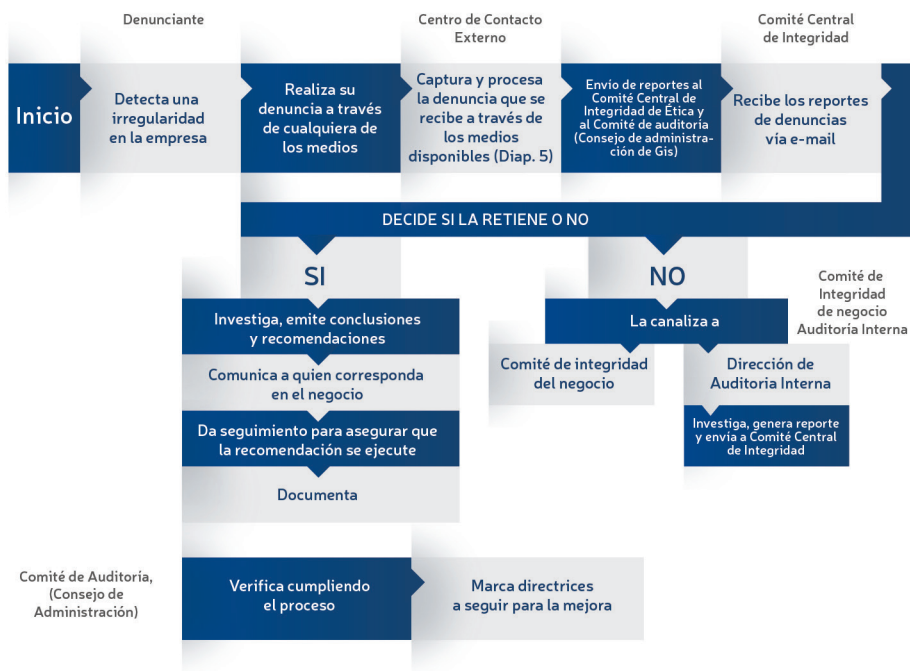 Denunciante
Centro de Contacto
Externo
Comité Central
de Integridad
Inicio
Detecta una
irregularidad
en la empresa
Realiza su
denuncia a través
de cualquiera de
los medios
Captura y procesa
la denuncia que se
recibe a través de
los medios
disponibles (Diap. 5)
Envio de reportes al
Comité Central de
Integridad de Ética y
al Comité de auditoria
(Consejo de administra-
ción de Gis)
Recibe los reportes
de denuncias
vía e-mail
DECIDE SI LA RETIENE O NO
SI
Investiga, emite conclusiones
y recomendaciones
Comunica a quien corresponda
en el negocio
Da seguimiento para asegurar que
la recomendación se ejecute
Documenta
NO
Comité de
Integridad
de negocio
Auditoría Interna
La canaliza a
Comité de integridad
del negocio
Dirección de
Auditoria Interna
Investiga, genera reporte
y envía a Comité Central
de Integridad
Comité de Auditoría,
(Consejo de
Administración)
Verifica cumpliendo
el proceso
Marca directrices
a seguir para la mejora